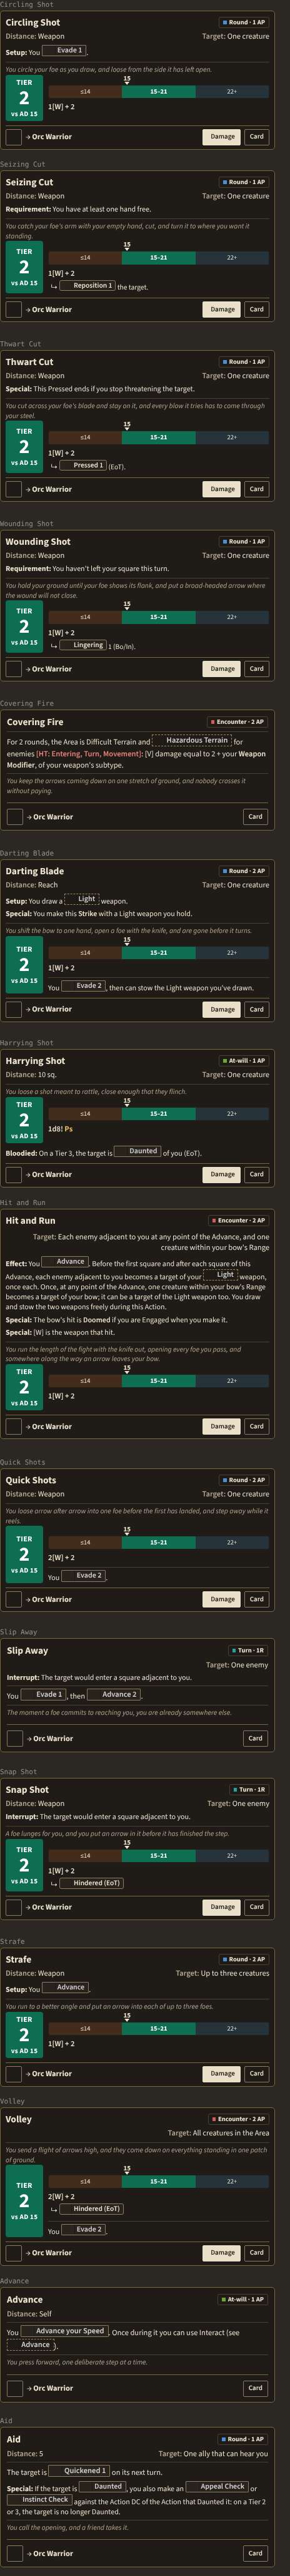 Circling Shot
Circling Shot
Round · 1 AP
Distance: Weapon
Target: One creature
Setup: You Evade 1.
You circle your foe as you draw, and loose from the side it has left open.
TIER
2
vs AD 15
15
≤14
15–21
22+
1[W] + 2
→ Orc Warrior
Damage
Card
Seizing Cut
Seizing Cut
Round · 1 AP
Distance: Weapon
Target: One creature
Requirement: You have at least one hand free.
You catch your foe's arm with your empty hand, cut, and turn it to where you want it
standing.
TIER
2
vs AD 15
15
≤14
15–21
22+
1[W] + 2
↳ Reposition 1 the target.
→ Orc Warrior
Damage
Card
Thwart Cut
Thwart Cut
Round · 1 AP
Distance: Weapon
Target: One creature
Special: This Pressed ends if you stop threatening the target.
You cut across your foe's blade and stay on it, and every blow it tries has to come through
your steel.
TIER
2
vs AD 15
15
≤14
15–21
22+
1[W] + 2
↳ Pressed 1 (EoT).
→ Orc Warrior
Damage
Card
Wounding Shot
Wounding Shot
Round · 1 AP
Distance: Weapon
Target: One creature
Requirement: You haven't left your square this turn.
You hold your ground until your foe shows its flank, and put a broad-headed arrow where
the wound will not close.
TIER
2
vs AD 15
15
≤14
15–21
22+
1[W] + 2
↳ Lingering 1 (Bo/In).
→ Orc Warrior
Damage
Card
Covering Fire
Covering Fire
Encounter · 2 AP
For 2 rounds, the Area is Difficult Terrain and Hazardous Terrain for
enemies [HT: Entering, Turn, Movement]: [V] damage equal to 2 + your Weapon
Modifier, of your weapon's subtype.
You keep the arrows coming down on one stretch of ground, and nobody crosses it
without paying.
→ Orc Warrior
Card
Darting Blade
Darting Blade
Round · 2 AP
Distance: Reach
Target: One creature
Setup: You draw a Light weapon.
Special: You make this Strike with a Light weapon you hold.
You shift the bow to one hand, open a foe with the knife, and are gone before it turns.
TIER
2
vs AD 15
15
≤14
15–21
22+
1[W] + 2
You Evade 2, then can stow the Light weapon you've drawn.
→ Orc Warrior
Damage
Card
Harrying Shot
Harrying Shot
At-will · 1 AP
Distance: 10 sq.
Target: One creature
You loose a shot meant to rattle, close enough that they flinch.
TIER
2
vs AD 15
15
≤14
15–21
22+
1d8! Ps
Bloodied: On a Tier 3, the target is Daunted of you (EoT).
→ Orc Warrior
Damage
Card
Hit and Run
Hit and Run
Encounter · 2 AP
Target: Each enemy adjacent to you at any point of the Advance, and one
creature within your bow's Range
Effect: You Advance. Before the first square and after each square of this
Advance, each enemy adjacent to you becomes a target of your Light weapon,
once each. Once, at any point of the Advance, one creature within your bow's Range
becomes a target of your bow; it can be a target of the Light weapon too. You draw
and stow the two weapons freely during this Action.
Special: The bow's hit is Doomed if you are Engaged when you make it.
Special: [W] is the weapon that hit.
You run the length of the fight with the knife out, opening every foe you pass, and
somewhere along the way an arrow leaves your bow.
TIER
2
vs AD 15
15
≤14
15–21
22+
1[W] + 2
→ Orc Warrior
Damage
Card
Quick Shots
Quick Shots
Round · 2 AP
Distance: Weapon
Target: One creature
You loose arrow after arrow into one foe before the first has landed, and step away while it
reels.
TIER
2
vs AD 15
15
≤14
15–21
22+
2[W] + 2
You Evade 2.
→ Orc Warrior
Damage
Card
Slip Away
Slip Away
Turn · 1R
Target: One enemy
Interrupt: The target would enter a square adjacent to you.
You Evade 1, then Advance 2.
The moment a foe commits to reaching you, you are already somewhere else.
→ Orc Warrior
Card
Snap Shot
Snap Shot
Turn · 1R
Distance: Weapon
Target: One enemy
Interrupt: The target would enter a square adjacent to you.
A foe lunges for you, and you put an arrow in it before it has finished the step.
TIER
2
vs AD 15
15
≤14
15–21
22+
1[W] + 2
↳ Hindered (EoT)
→ Orc Warrior
Damage
Card
Strafe
Strafe
Round · 2 AP
Distance: Weapon
Target: Up to three creatures
Setup: You Advance.
You run to a better angle and put an arrow into each of up to three foes.
TIER
2
vs AD 15
15
≤14
15–21
22+
1[W] + 2
→ Orc Warrior
Damage
Card
Volley
Volley
Encounter · 2 AP
Target: All creatures in the Area
You send a flight of arrows high, and they come down on everything standing in one patch
of ground.
TIER
2
vs AD 15
15
≤14
15–21
22+
2[W] + 2
↳ Hindered (EoT)
You Evade 2.
→ Orc Warrior
Damage
Card
Advance
Advance
At-will · 1 AP
Distance: Self
You Advance your Speed. Once during it you can use Interact (see
Advance).
You press forward, one deliberate step at a time.
→ Orc Warrior
Card
Aid
Aid
Round · 1 AP
Distance: 5
Target: One ally that can hear you
The target is Quickened 1 on its next turn.
Special: If the target is Daunted, you also make an Appeal Check or
Instinct Check against the Action DC of the Action that Daunted it: on a Tier 2
or 3, the target is no longer Daunted.
You call the opening, and a friend takes it.
→ Orc Warrior
Card